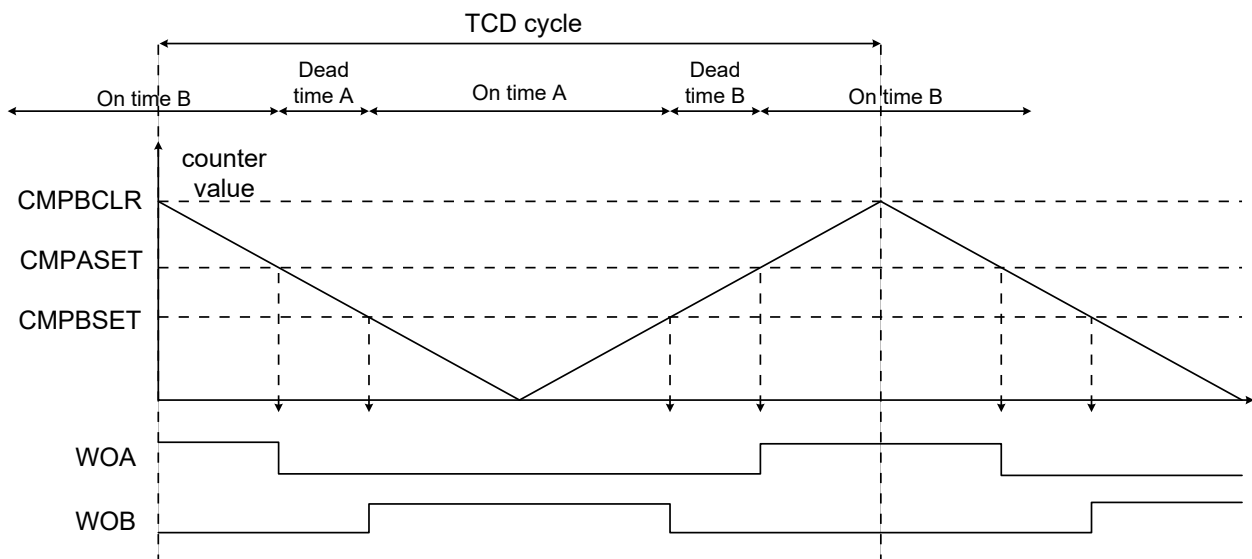 TCD cycle
Dead
time A
Dead
time B
On time B
On time A
On time B
counter
value
CMPBCLR
CMPASET
CMPBSET
WOA
WOB